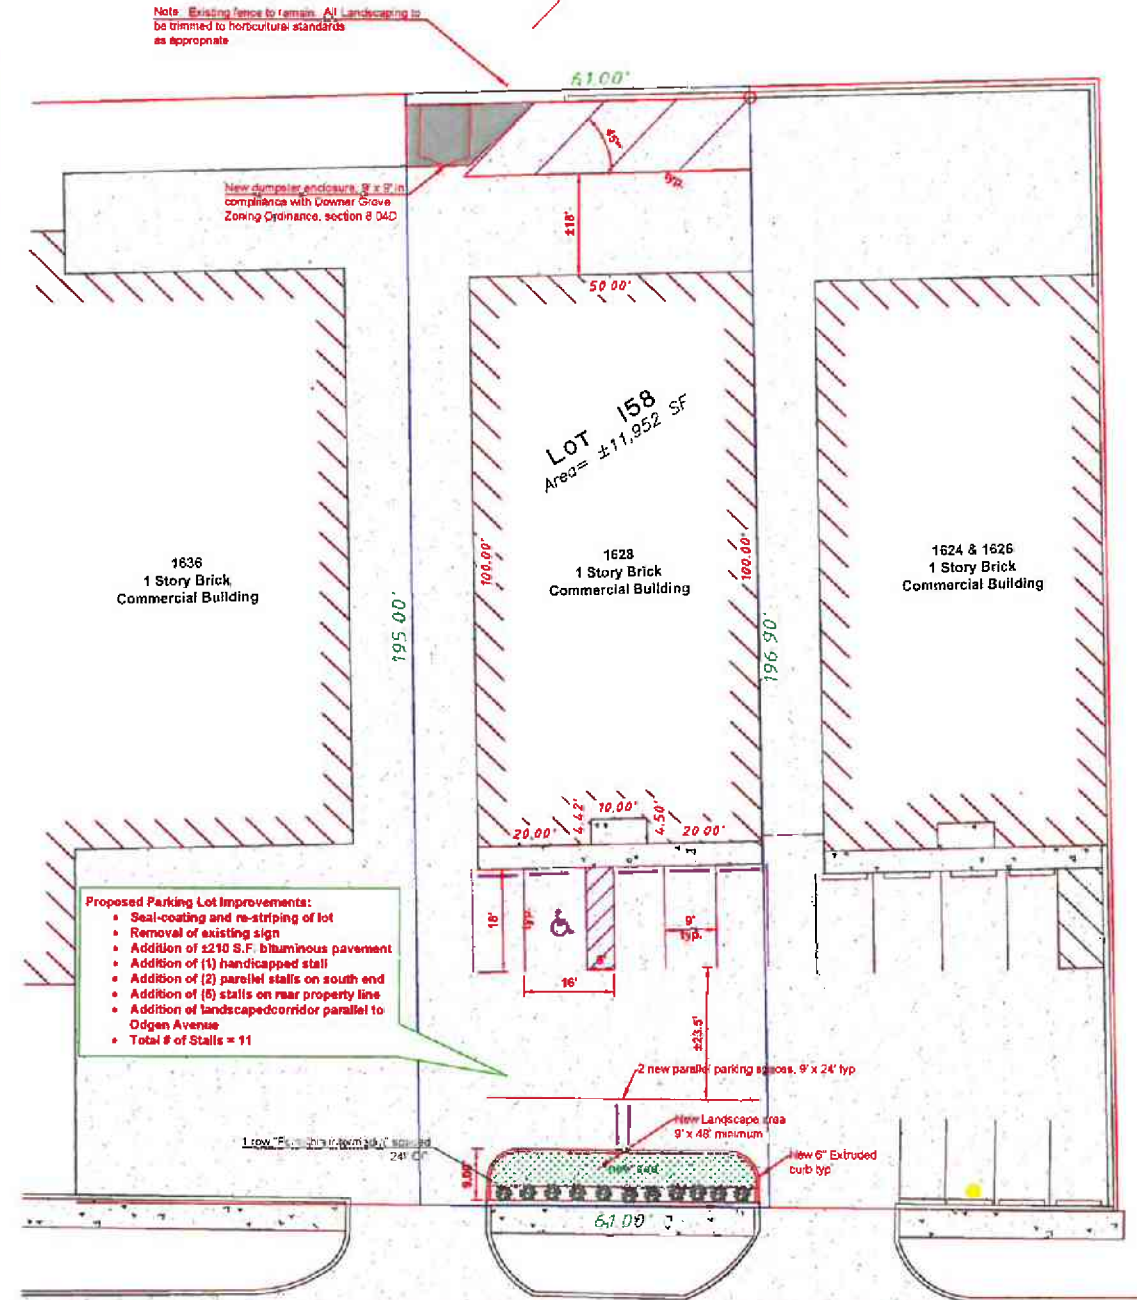 Note: Existing fence to remain. All Landscaping to
be trimmed to horticultural standards
as appropriate
61.00'
45°
typ.
New dumpster enclosure, 9' x 9' in
compliance with Downer Grove
Zoning Ordinance, section 8.04D
±18'
50.00'
LOT 158
Area= ±11,952 SF
1636
1 Story Brick
Commercial Building
1628
1 Story Brick
Commercial Building
1624 & 1626
1 Story Brick
Commercial Building
100.00'
100.00'
195.00'
196.90'
20.00'
4.42'
10.00'
4.50'
20.00'
Proposed Parking Lot Improvements:
• Seal-coating and re-striping of lot
• Removal of existing sign
• Addition of ±210 S.F. bituminous pavement
• Addition of (1) handicapped stall
• Addition of (2) parallel stalls on south end
• Addition of (5) stalls on rear property line
• Addition of landscapedcorridor parallel to
Odgen Avenue
• Total # of Stalls = 11
18'
typ.
9'
typ.
16'
±23.5'
2 new parallel parking spaces, 9' x 24' typ
New Landscape area
9' x 48' minimum
1 row
spaced
24"
9.00'
new sod
New 6" Extruded
curb typ
61.00'